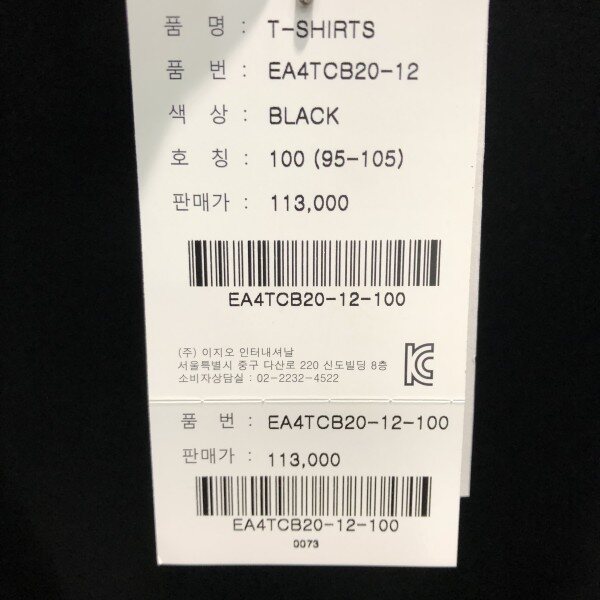 품 명 : T-SHIRTS
품 번 : EA4TCB20-12
색 상 : BLACK
호 칭 : 100 (95-105)
판매가 : 113,000
EA4TCB20-12-100
(주) 이지오 인터내셔날
서울특별시 중구 다산로 220 신도빌딩 8층
소비자상담실 : 02-2232-4522
품 번 : EA4TCB20-12-100
판매가 : 113,000
EA4TCB20-12-100
0073